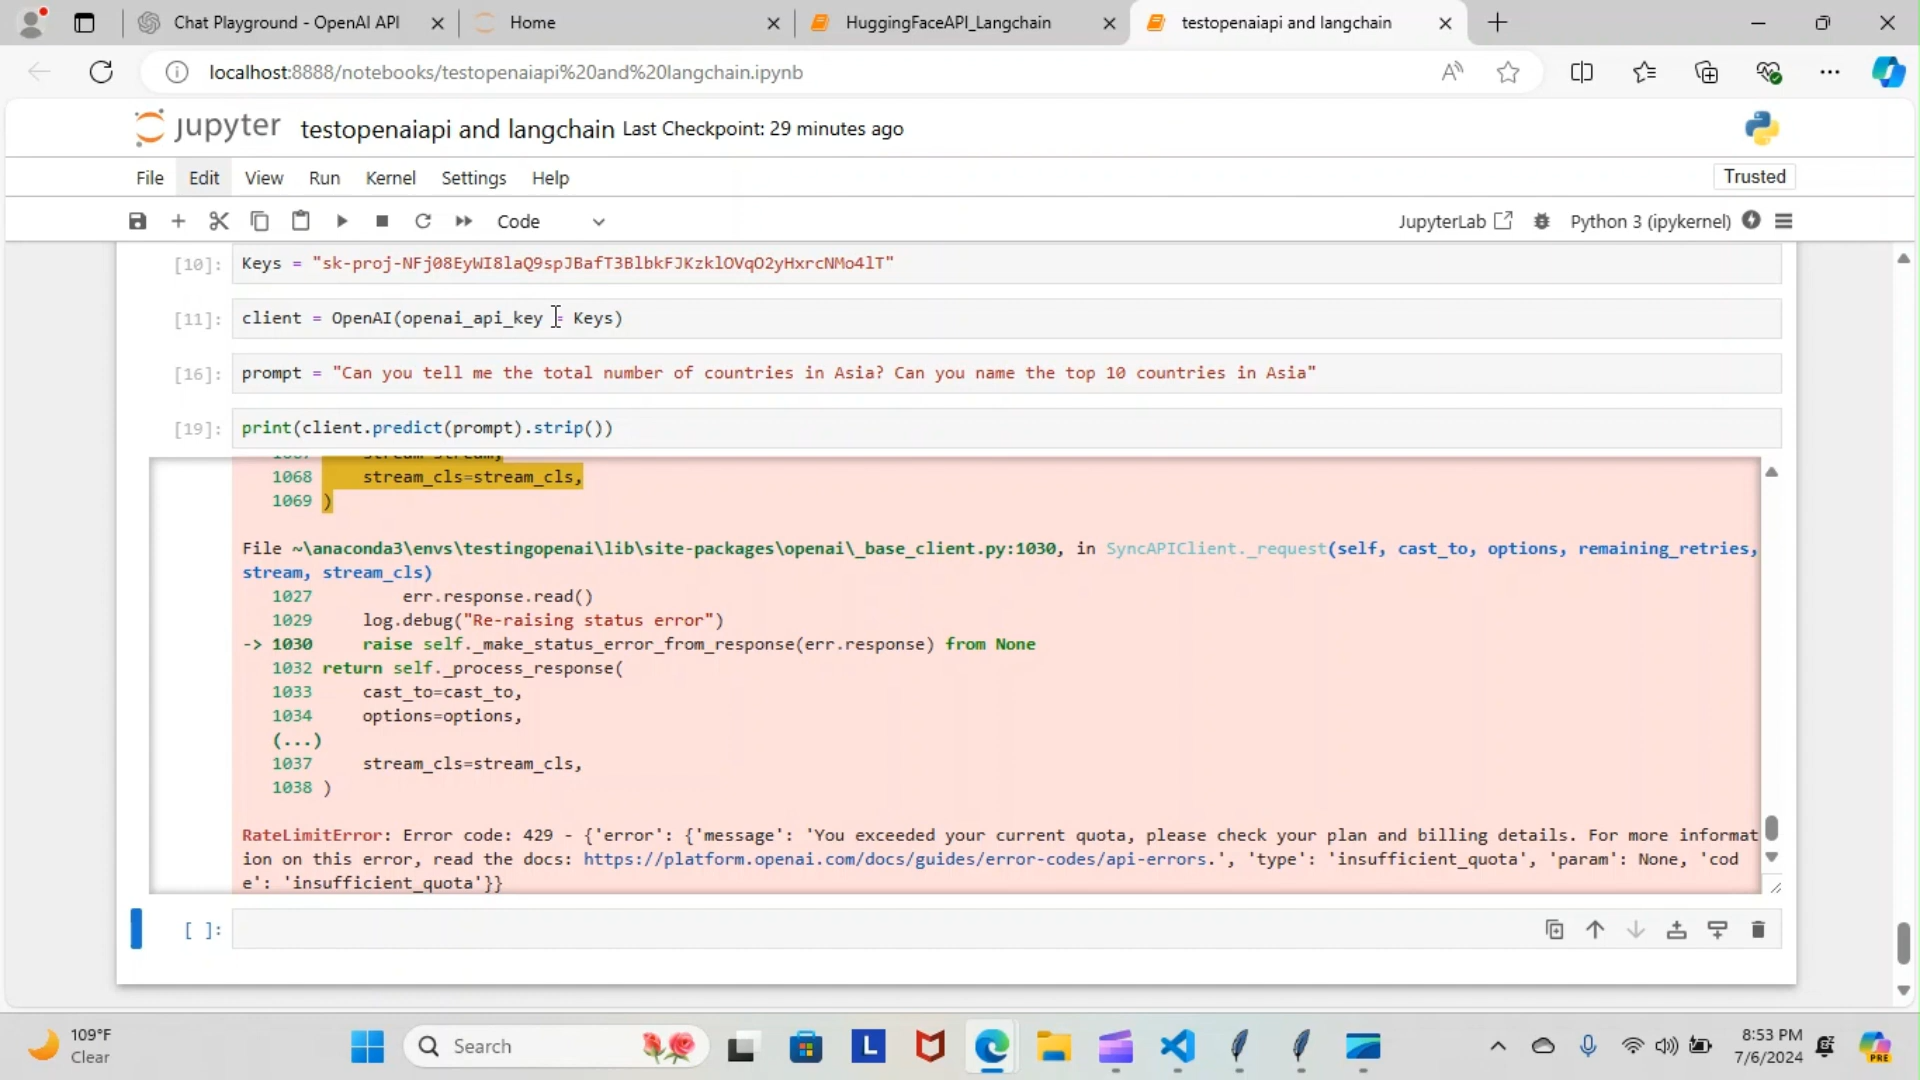 Chat Playground - OpenAI API
Home
HuggingFaceAPI_Langchain
testopenaiapi and langchain
localhost:8888/notebooks/testopenaiapi%20and%20langchain.ipynb
jupyter testopenaiapi and langchain Last Checkpoint: 29 minutes ago
File Edit View Run Kernel Settings Help Trusted
Code JupyterLab Python 3 (ipykernel)
[10]: Keys = "sk-proj-NFj08EyWI8laQ9spJBafT3BlbkFJKzklOVqO2yHxrcNMo4lT"
[11]: client = OpenAI(openai_api_key = Keys)
[16]: prompt = "Can you tell me the total number of countries in Asia? Can you name the top 10 countries in Asia"
[19]: print(client.predict(prompt).strip())
1068 stream_cls=stream_cls,
1069 )
File ~\anaconda3\envs\testingopenai\lib\site-packages\openai\_base_client.py:1030, in SyncAPIClient._request(self, cast_to, options, remaining_retries,
stream, stream_cls)
1027 err.response.read()
1029 log.debug("Re-raising status error")
-> 1030 raise self._make_status_error_from_response(err.response) from None
1032 return self._process_response(
1033 cast_to=cast_to,
1034 options=options,
(...)
1037 stream_cls=stream_cls,
1038 )
RateLimitError: Error code: 429 - {'error': {'message': 'You exceeded your current quota, please check your plan and billing details. For more informat
ion on this error, read the docs: https://platform.openai.com/docs/guides/error-codes/api-errors.', 'type': 'insufficient_quota', 'param': None, 'cod
e': 'insufficient_quota'}}
[ ]:
109°F
Clear
Search
L
PRE
8:53 PM
7/6/2024